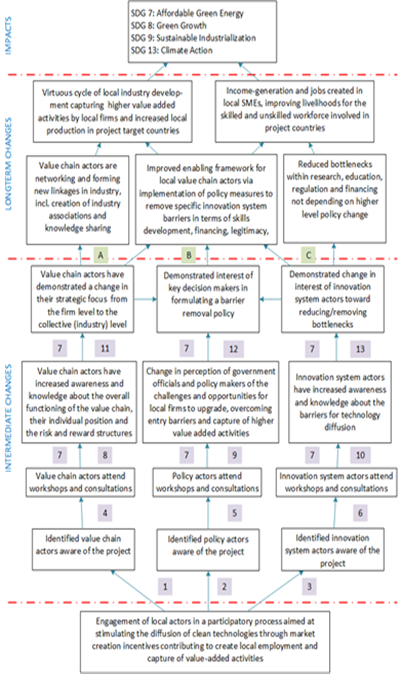 IMPACTS
SDG 7: Affordable Green Energy
SDG 8: Green Growth
SDG 9: Sustainable Industrialization
SDG 13: Climate Action
LONGTERM CHANGES
Virtuous cycle of local industry develop-
ment capturing higher value added
activities by local firms and increased local
production in project target countries
Income-generation and jobs created in
local SMEs, improving livelihoods for the
skilled and unskilled workforce involved in
project countries
Value chain actors are
networking and forming
new linkages in industry,
incl. creation of industry
associations and
knowledge sharing
Improved enabling framework for
local value chain actors via
implementation of policy measures to
remove specific innovation system
barriers in terms of skills
development, financing, legitimacy,
Reduced bottlenecks
within research, education,
regulation and financing
not depending on higher
level policy change
A
B
C
INTERMEDIATE CHANGES
Value chain actors have
demonstrated a change in
their strategic focus from
the firm level to the
collective (industry) level
Demonstrated interest of
key decision makers in
formulating a barrier
removal policy
Demonstrated change in
interest of innovation
system actors toward
reducing/removing
bottlenecks
7
11
7
12
7
13
Value chain actors have
increased awareness and
knowledge about the overall
functioning of the value chain,
their individual position and
the risk and reward structures
Change in perception of government
officials and policy makers of the
challenges and opportunities for
local firms to upgrade, overcoming
entry barriers and capture of higher
value added activities
Innovation system actors
have increased awareness
and knowledge about the
barriers for technology
diffusion
7
8
7
9
7
10
Value chain actors attend
workshops and consultations
Policy actors attend
workshops and consultations
Innovation system actors attend
workshops and consultations
4
5
6
Identified value chain
actors aware of the project
Identified policy actors
aware of the project
Identified innovation
system actors aware of the
project
1
2
3
Engagement of local actors in a participatory process aimed at
stimulating the diffusion of clean technologies through market
creation incentives contributing to create local employment and
capture of value-added activities